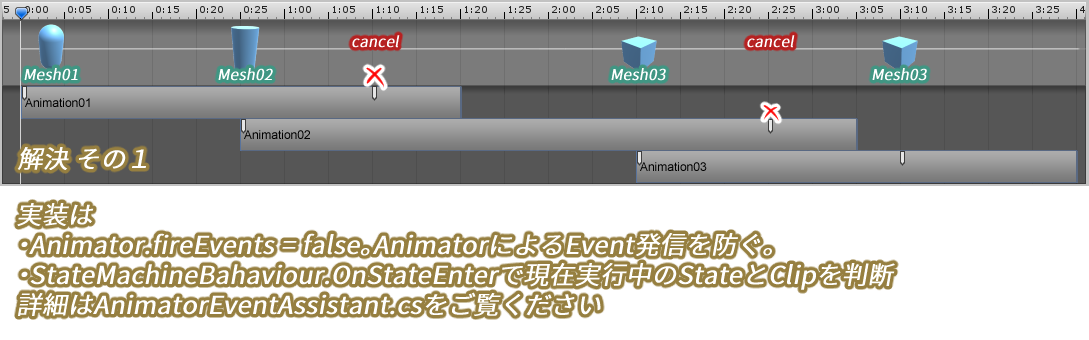 5 0:00 0:05 0:10 0:15 0:20 0:25 1:00 1:05 1:10 1:15 1:20 1:25 2:00 2:05 2:10 2:15 2:20 2:25 3:00 3:05 3:10 3:15 3:20 3:25 4
cancel cancel
Mesh01 Mesh02 Mesh03 Mesh03
Animation01
Animation02
解決 その１ Animation03
実装は
・Animator.fireEvents = false。AnimatorによるEvent発信を防ぐ。
・StateMachineBahaviour.OnStateEnterで現在実行中のStateとClipを判断
詳細はAnimatorEventAssistant.csをご覧ください